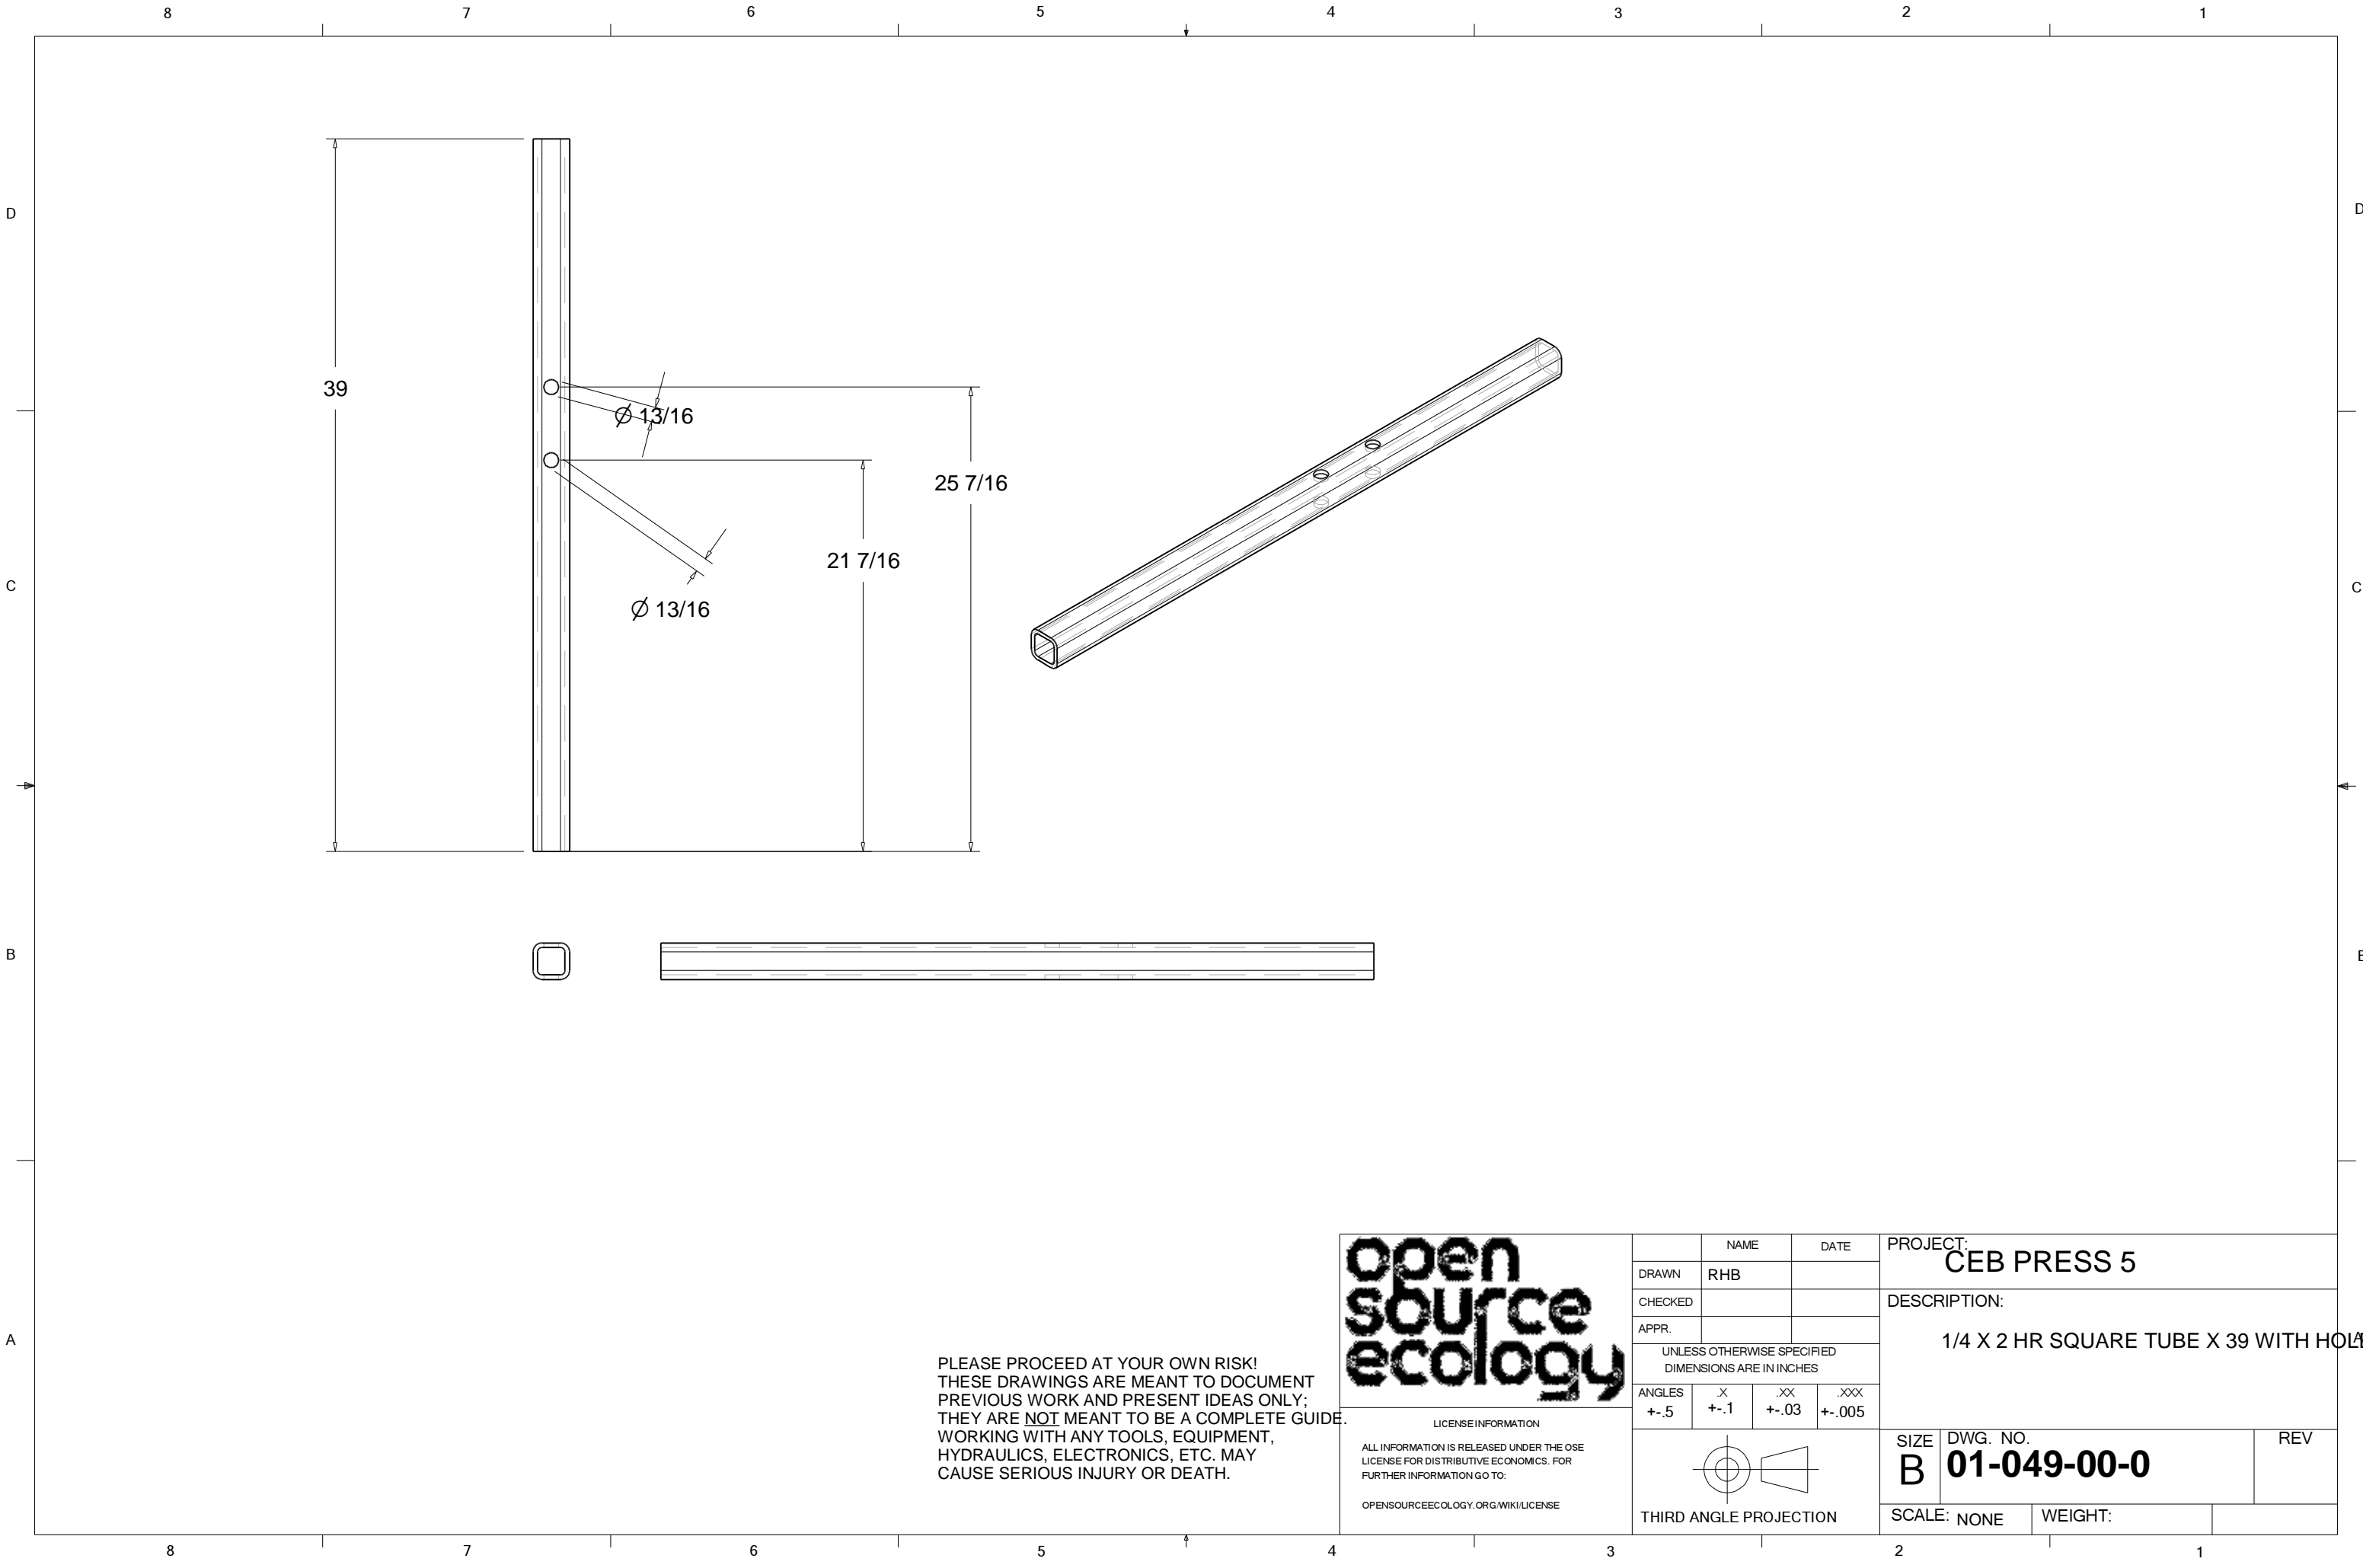 8 7 6 5 4 3 2 1
D D
39
Ø 13/16
25 7/16
21 7/16
C C
Ø 13/16
B
A
PLEASE PROCEED AT YOUR OWN RISK!
THESE DRAWINGS ARE MEANT TO DOCUMENT
PREVIOUS WORK AND PRESENT IDEAS ONLY;
THEY ARE NOT MEANT TO BE A COMPLETE GUIDE.
WORKING WITH ANY TOOLS, EQUIPMENT,
HYDRAULICS, ELECTRONICS, ETC. MAY
CAUSE SERIOUS INJURY OR DEATH.
open
source
ecology
LICENSE INFORMATION
ALL INFORMATION IS RELEASED UNDER THE OSE
LICENSE FOR DISTRIBUTIVE ECONOMICS. FOR
FURTHER INFORMATION GO TO:
OPENSOURCEECOLOGY.ORG/WIKI/LICENSE
NAME DATE
DRAWN RHB
CHECKED
APPR.
UNLESS OTHERWISE SPECIFIED
DIMENSIONS ARE IN INCHES
ANGLES .X .XX .XXX
+-.5 +-.1 +-.03 +-.005
THIRD ANGLE PROJECTION
PROJECT:
CEB PRESS 5
DESCRIPTION:
1/4 X 2 HR SQUARE TUBE X 39 WITH
SIZE DWG. NO. REV
B 01-049-00-0
SCALE: NONE WEIGHT:
8 7 6 5 4 3 2 1